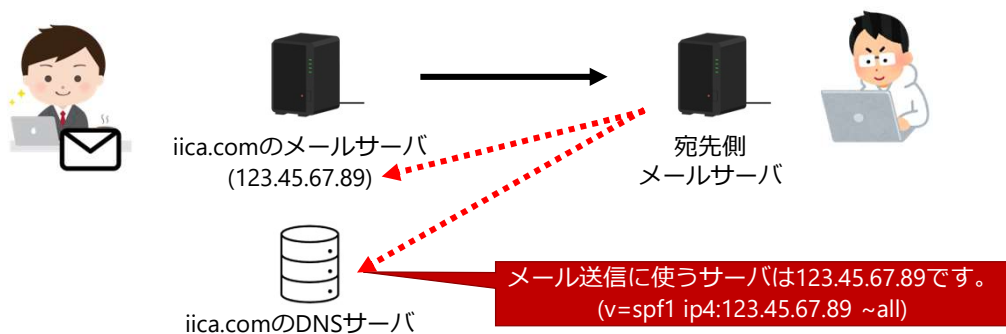 iica.comのメールサーバ
(123.45.67.89)
宛先側
メールサーバ
メール送信に使うサーバは123.45.67.89です。
(v=spf1 ip4:123.45.67.89 ~all)
iica.comのDNSサーバ